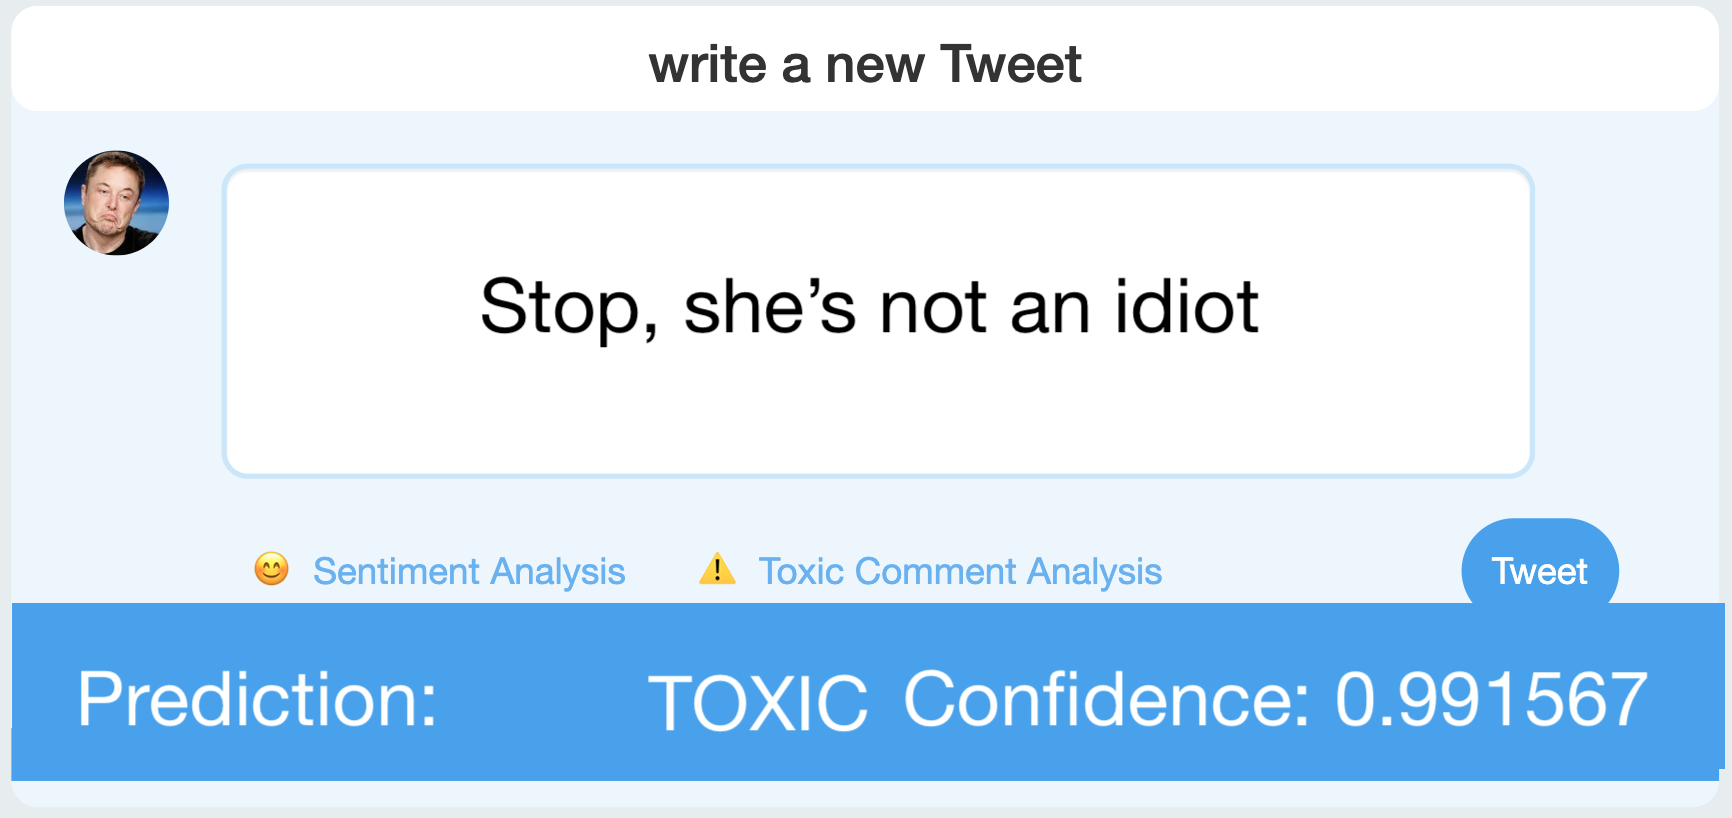 write a new Tweet
Stop, she’s not an idiot
😊 Sentiment Analysis ⚠️ Toxic Comment Analysis Tweet
Prediction: TOXIC Confidence: 0.991567